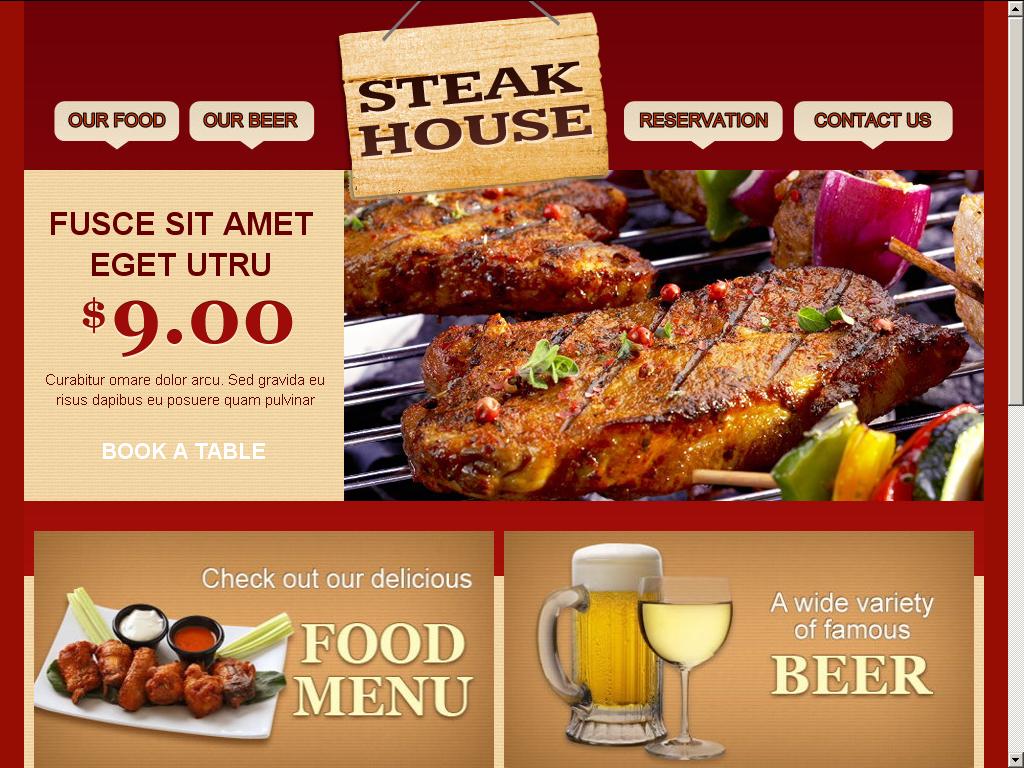 STEAK
HOUSE
OUR FOOD
OUR BEER
RESERVATION
CONTACT US
FUSCE SIT AMET
EGET UTRU
$9.00
Curabitur ornare dolor arcu. Sed gravida eu
risus dapibus eu posuere quam pulvinar
BOOK A TABLE
Check out our delicious
FOOD
MENU
A wide variety
of famous
BEER